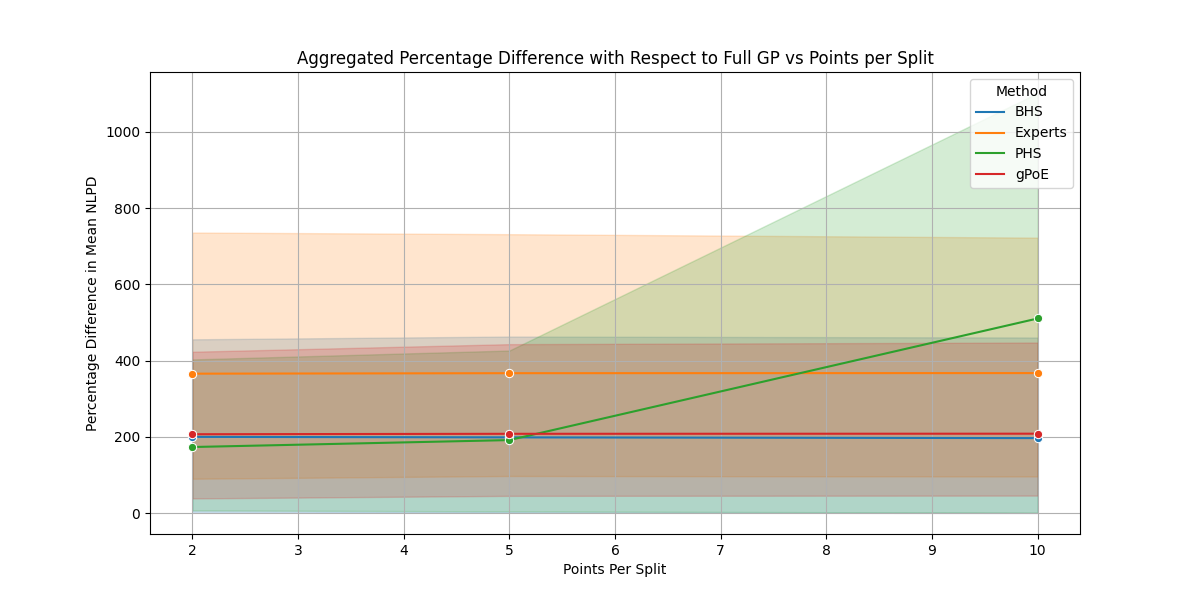 Aggregated Percentage Difference with Respect to Full GP vs Points per Split
Method
BHS
Experts
PHS
gPoE
Percentage Difference in Mean NLPD
1000
800
600
400
200
0
2
3
4
5
6
7
8
9
10
Points Per Split